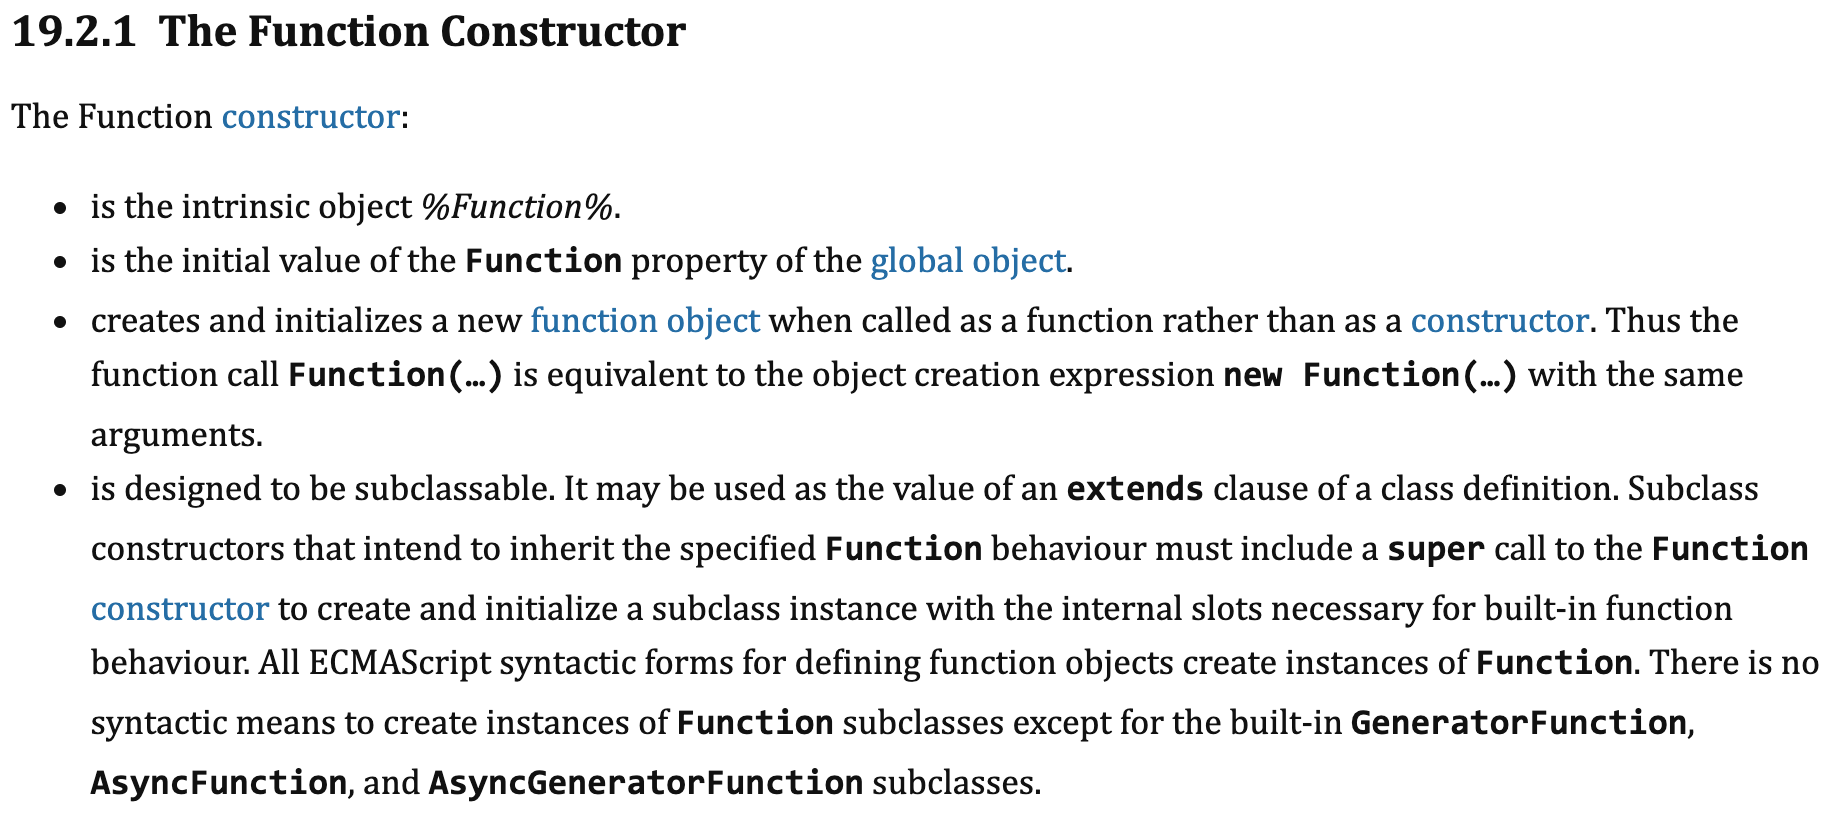 19.2.1 The Function Constructor
The Function constructor:
• is the intrinsic object %Function%.
• is the initial value of the Function property of the global object.
• creates and initializes a new function object when called as a function rather than as a constructor. Thus the
function call Function(…) is equivalent to the object creation expression new Function(…) with the same
arguments.
• is designed to be subclassable. It may be used as the value of an extends clause of a class definition. Subclass
constructors that intend to inherit the specified Function behaviour must include a super call to the Function
constructor to create and initialize a subclass instance with the internal slots necessary for built-in function
behaviour. All ECMAScript syntactic forms for defining function objects create instances of Function. There is no
syntactic means to create instances of Function subclasses except for the built-in GeneratorFunction,
AsyncFunction, and AsyncGeneratorFunction subclasses.